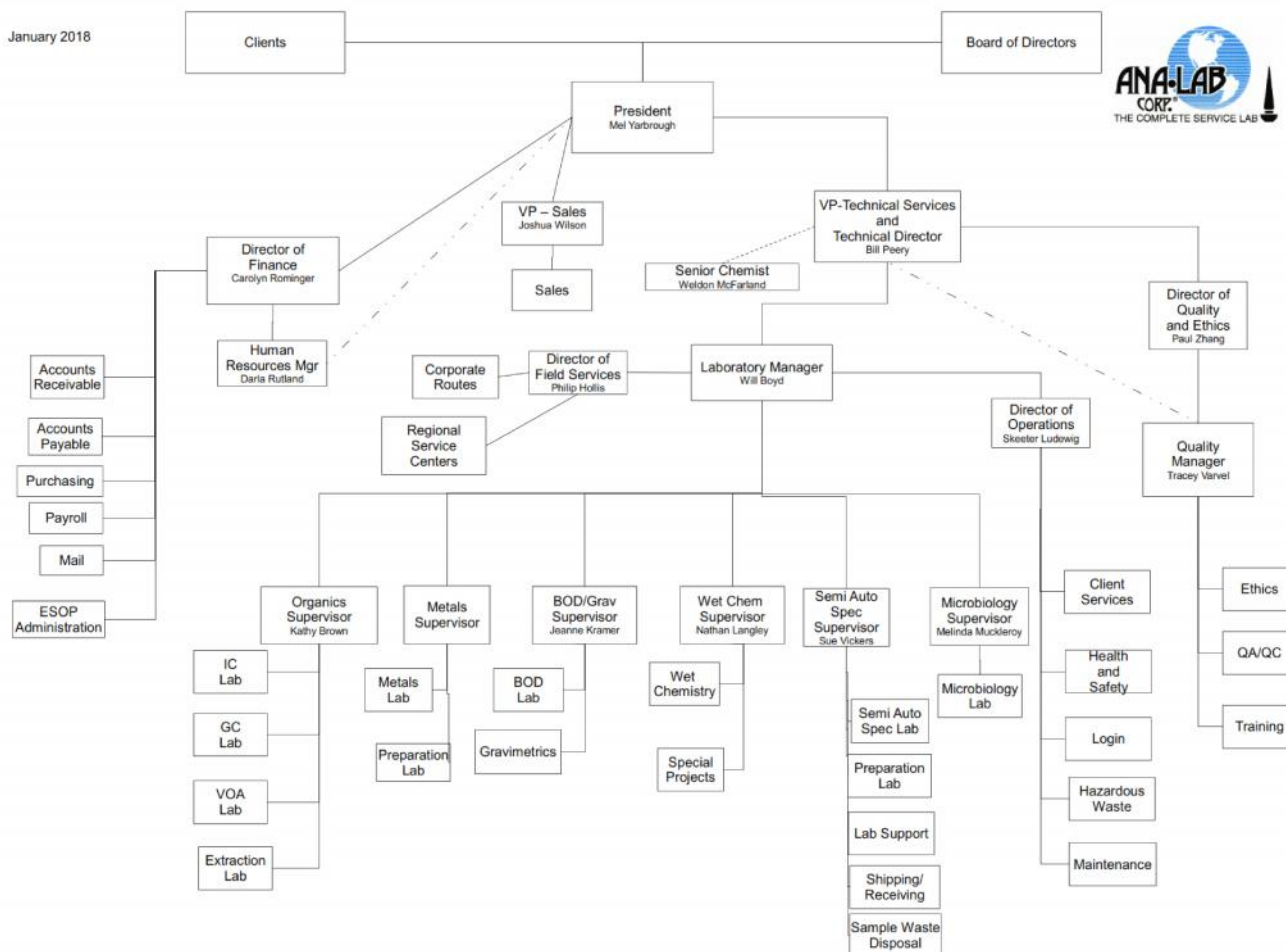 January 2018
Clients
Board of Directors
ANA-LAB
CORP.®
THE COMPLETE SERVICE LAB
President
Mel Yarbrough
VP – Sales
Joshua Wilson
Sales
VP-Technical Services
and
Technical Director
Bill Peery
Senior Chemist
Weldon McFarland
Director of
Finance
Carolyn Rominger
Human
Resources Mgr
Darla Rutland
Director of
Quality
and Ethics
Paul Zhang
Accounts
Receivable
Accounts
Payable
Purchasing
Payroll
Mail
ESOP
Administration
Corporate
Routes
Director of
Field Services
Philip Hollis
Regional
Service
Centers
Laboratory Manager
Will Boyd
Director of
Operations
Skeeter Ludewig
Quality
Manager
Tracey Varvel
Organics
Supervisor
Kathy Brown
IC
Lab
GC
Lab
VOA
Lab
Extraction
Lab
Metals
Supervisor
Metals
Lab
Preparation
Lab
BOD/Grav
Supervisor
Jeanne Kramer
BOD
Lab
Gravimetrics
Wet Chem
Supervisor
Nathan Langley
Wet
Chemistry
Special
Projects
Semi Auto
Spec
Supervisor
Sue Vickers
Semi Auto
Spec Lab
Preparation
Lab
Lab Support
Shipping/
Receiving
Sample Waste
Disposal
Microbiology
Supervisor
Melinda Muckleroy
Microbiology
Lab
Client
Services
Health
and
Safety
Login
Hazardous
Waste
Maintenance
Ethics
QA/QC
Training